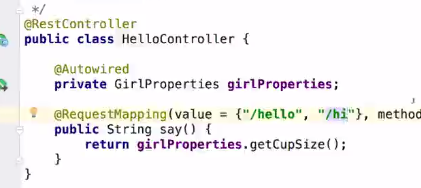 */
@RestController
public class HelloController {
@Autowired
private GirlProperties girlProperties;
@RequestMapping(value = {"/hello", "/hi"}, method
public String say() {
return girlProperties.getCupSize();
}
}